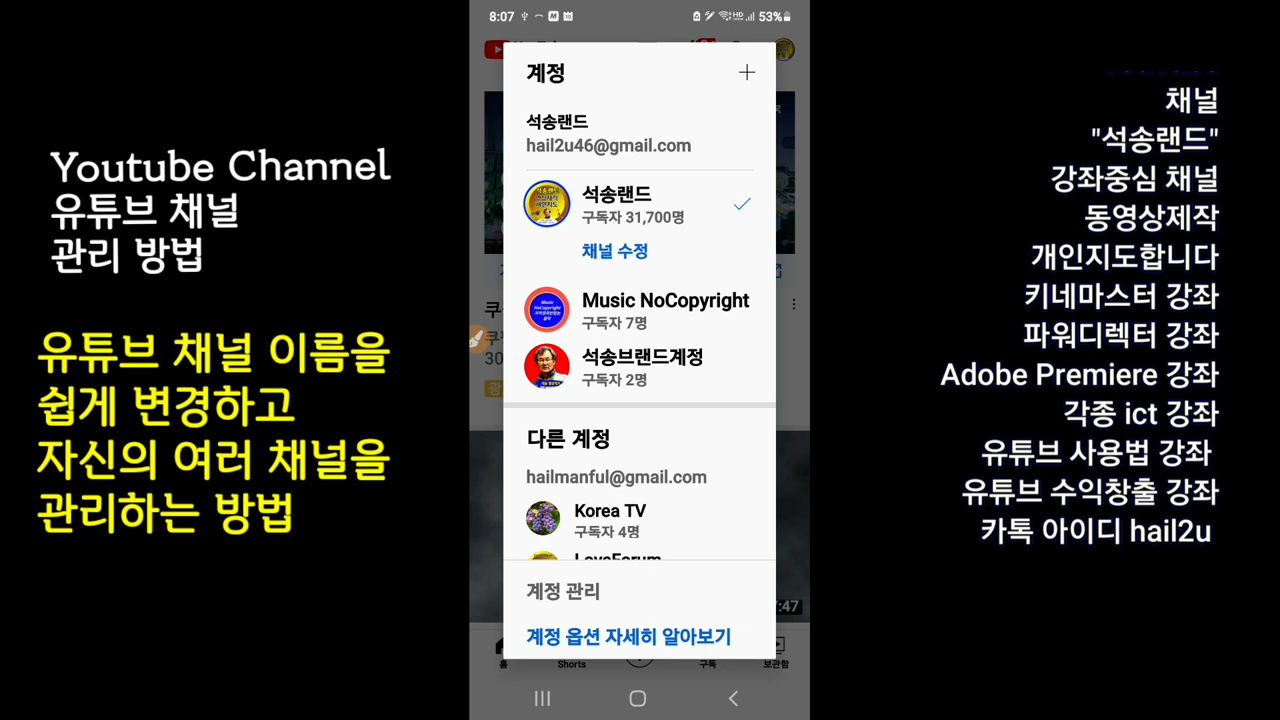 Youtube Channel
유튜브 채널
관리 방법
유튜브 채널 이름을
쉽게 변경하고
자신의 여러 채널을
관리하는 방법
8:07
53%
계정
석송랜드
hail2u46@gmail.com
석송랜드
구독자 31,700명
채널 수정
Music NoCopyright
구독자 7명
석송브랜드계정
구독자 2명
다른 계정
hailmanful@gmail.com
Korea TV
구독자 4명
LoveForum
계정 관리
계정 옵션 자세히 알아보기
:47
홈
Shorts
구독
보관함
채널
"석송랜드"
강좌중심 채널
동영상제작
개인지도합니다
키네마스터 강좌
파워디렉터 강좌
Adobe Premiere 강좌
각종 ict 강좌
유튜브 사용법 강좌
유튜브 수익창출 강좌
카톡 아이디 hail2u